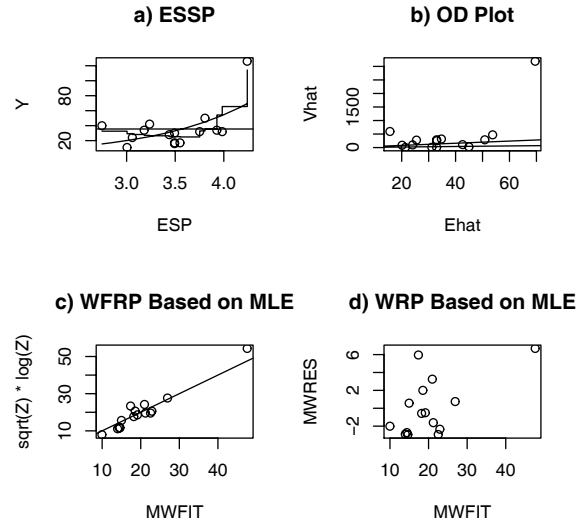 a) ESSP
Y
20
80
3.0 3.5 4.0
ESP
b) OD Plot
Vhat
0
1500
20 40 60
Ehat
c) WFRP Based on MLE
sqrt(Z) * log(Z)
10
30
50
10 20 30 40
MWFIT
d) WRP Based on MLE
MWRES
-2
2
6
10 20 30 40
MWFIT